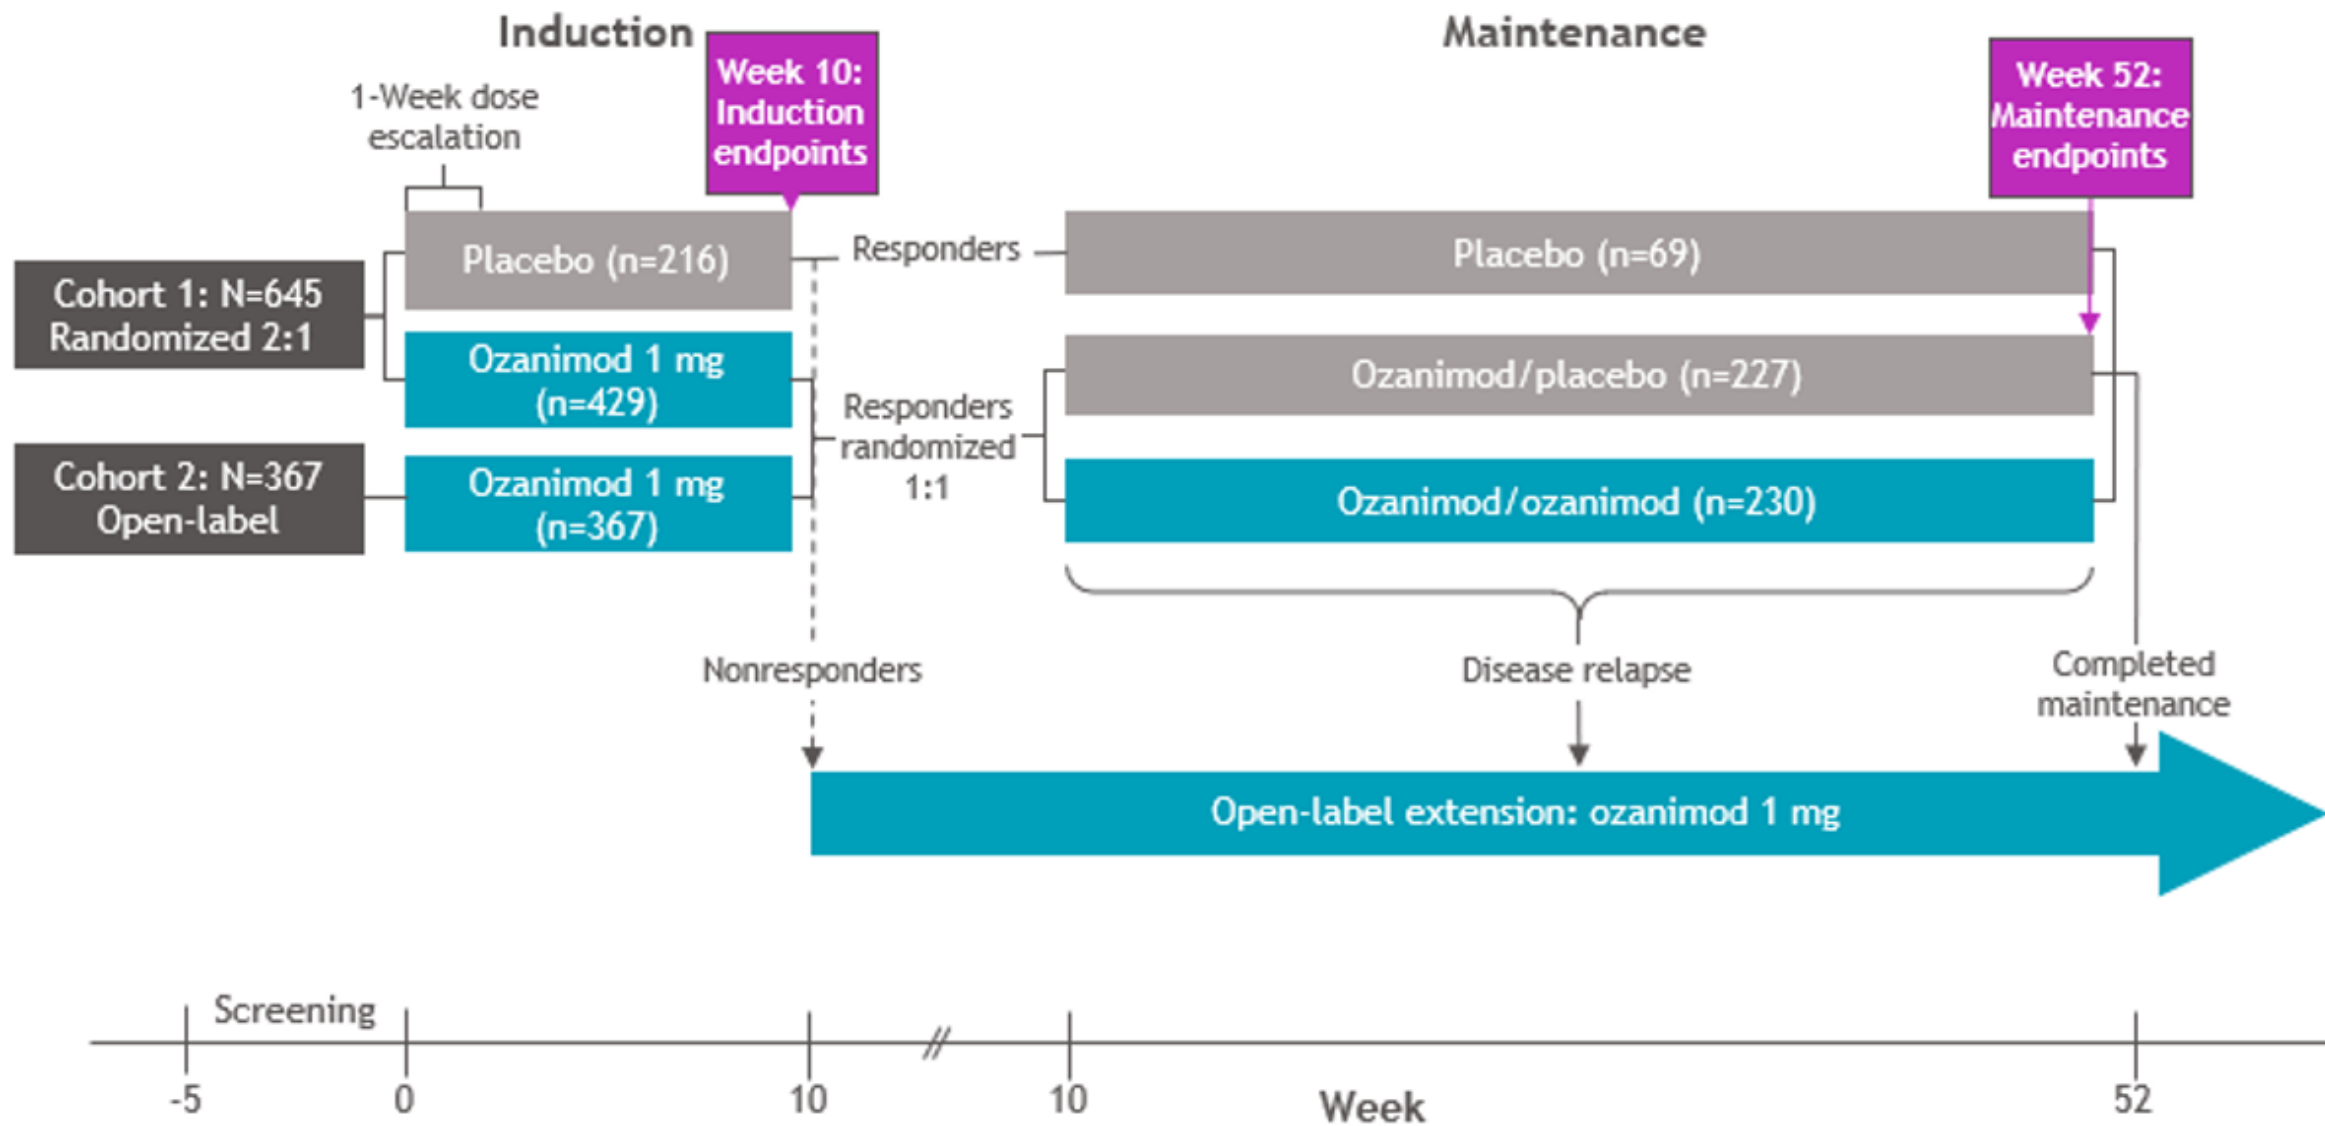 Induction
Maintenance
1-Week dose
escalation
Week 10:
Induction
endpoints
Week 52:
Maintenance
endpoints
Cohort 1: N=645
Randomized 2:1
Placebo (n=216)
Responders
Placebo (n=69)
Ozanimod 1 mg
(n=429)
Responders
randomized
1:1
Ozanimod/placebo (n=227)
Cohort 2: N=367
Open-label
Ozanimod 1 mg
(n=367)
Ozanimod/ozanimod (n=230)
Nonresponders
Disease relapse
Completed
maintenance
Open-label extension: ozanimod 1 mg
Screening
-5
0
10
10
Week
52